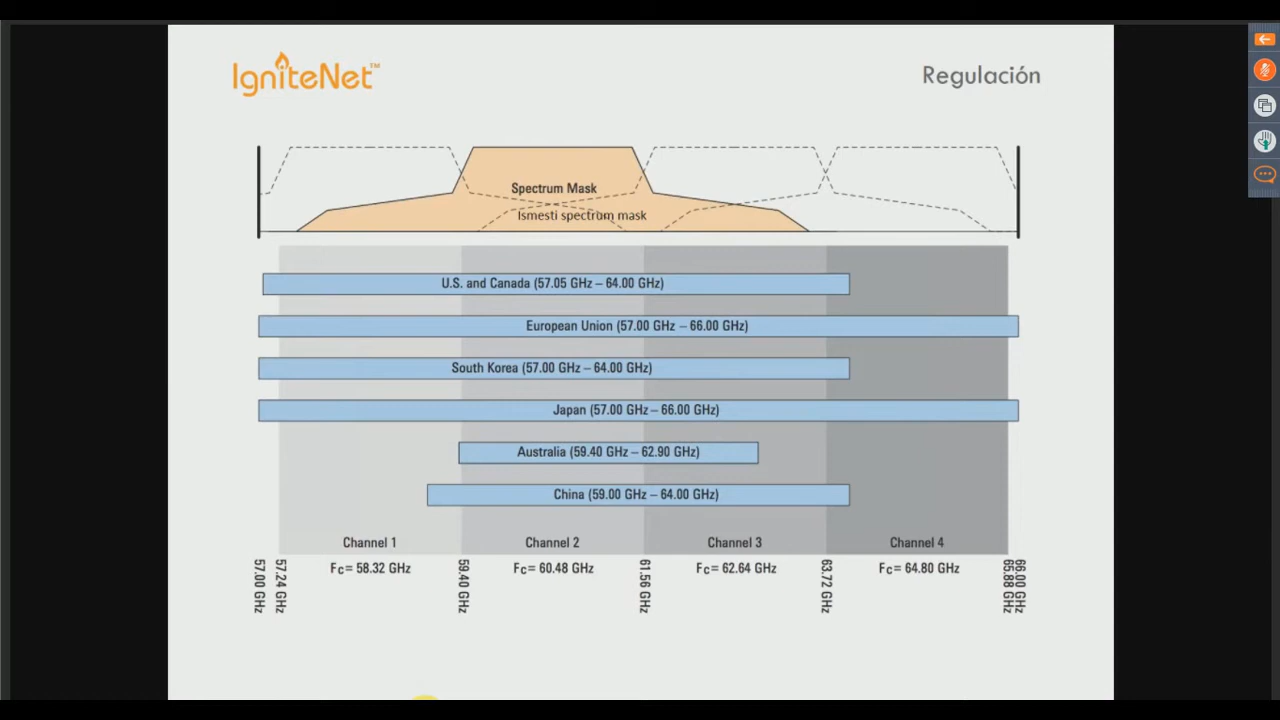 IgniteNet™
Regulación
Spectrum Mask
Ismesti spectrum mask
U.S. and Canada (57.05 GHz – 64.00 GHz)
European Union (57.00 GHz – 66.00 GHz)
South Korea (57.00 GHz – 64.00 GHz)
Japan (57.00 GHz – 66.00 GHz)
Australia (59.40 GHz – 62.90 GHz)
China (59.00 GHz – 64.00 GHz)
Channel 1
Channel 2
Channel 3
Channel 4
FC= 58.32 GHz
FC= 60.48 GHz
FC= 62.64 GHz
FC= 64.80 GHz
57.00 GHz
57.24 GHz
59.40 GHz
61.56 GHz
63.72 GHz
65.88 GHz
66.00 GHz